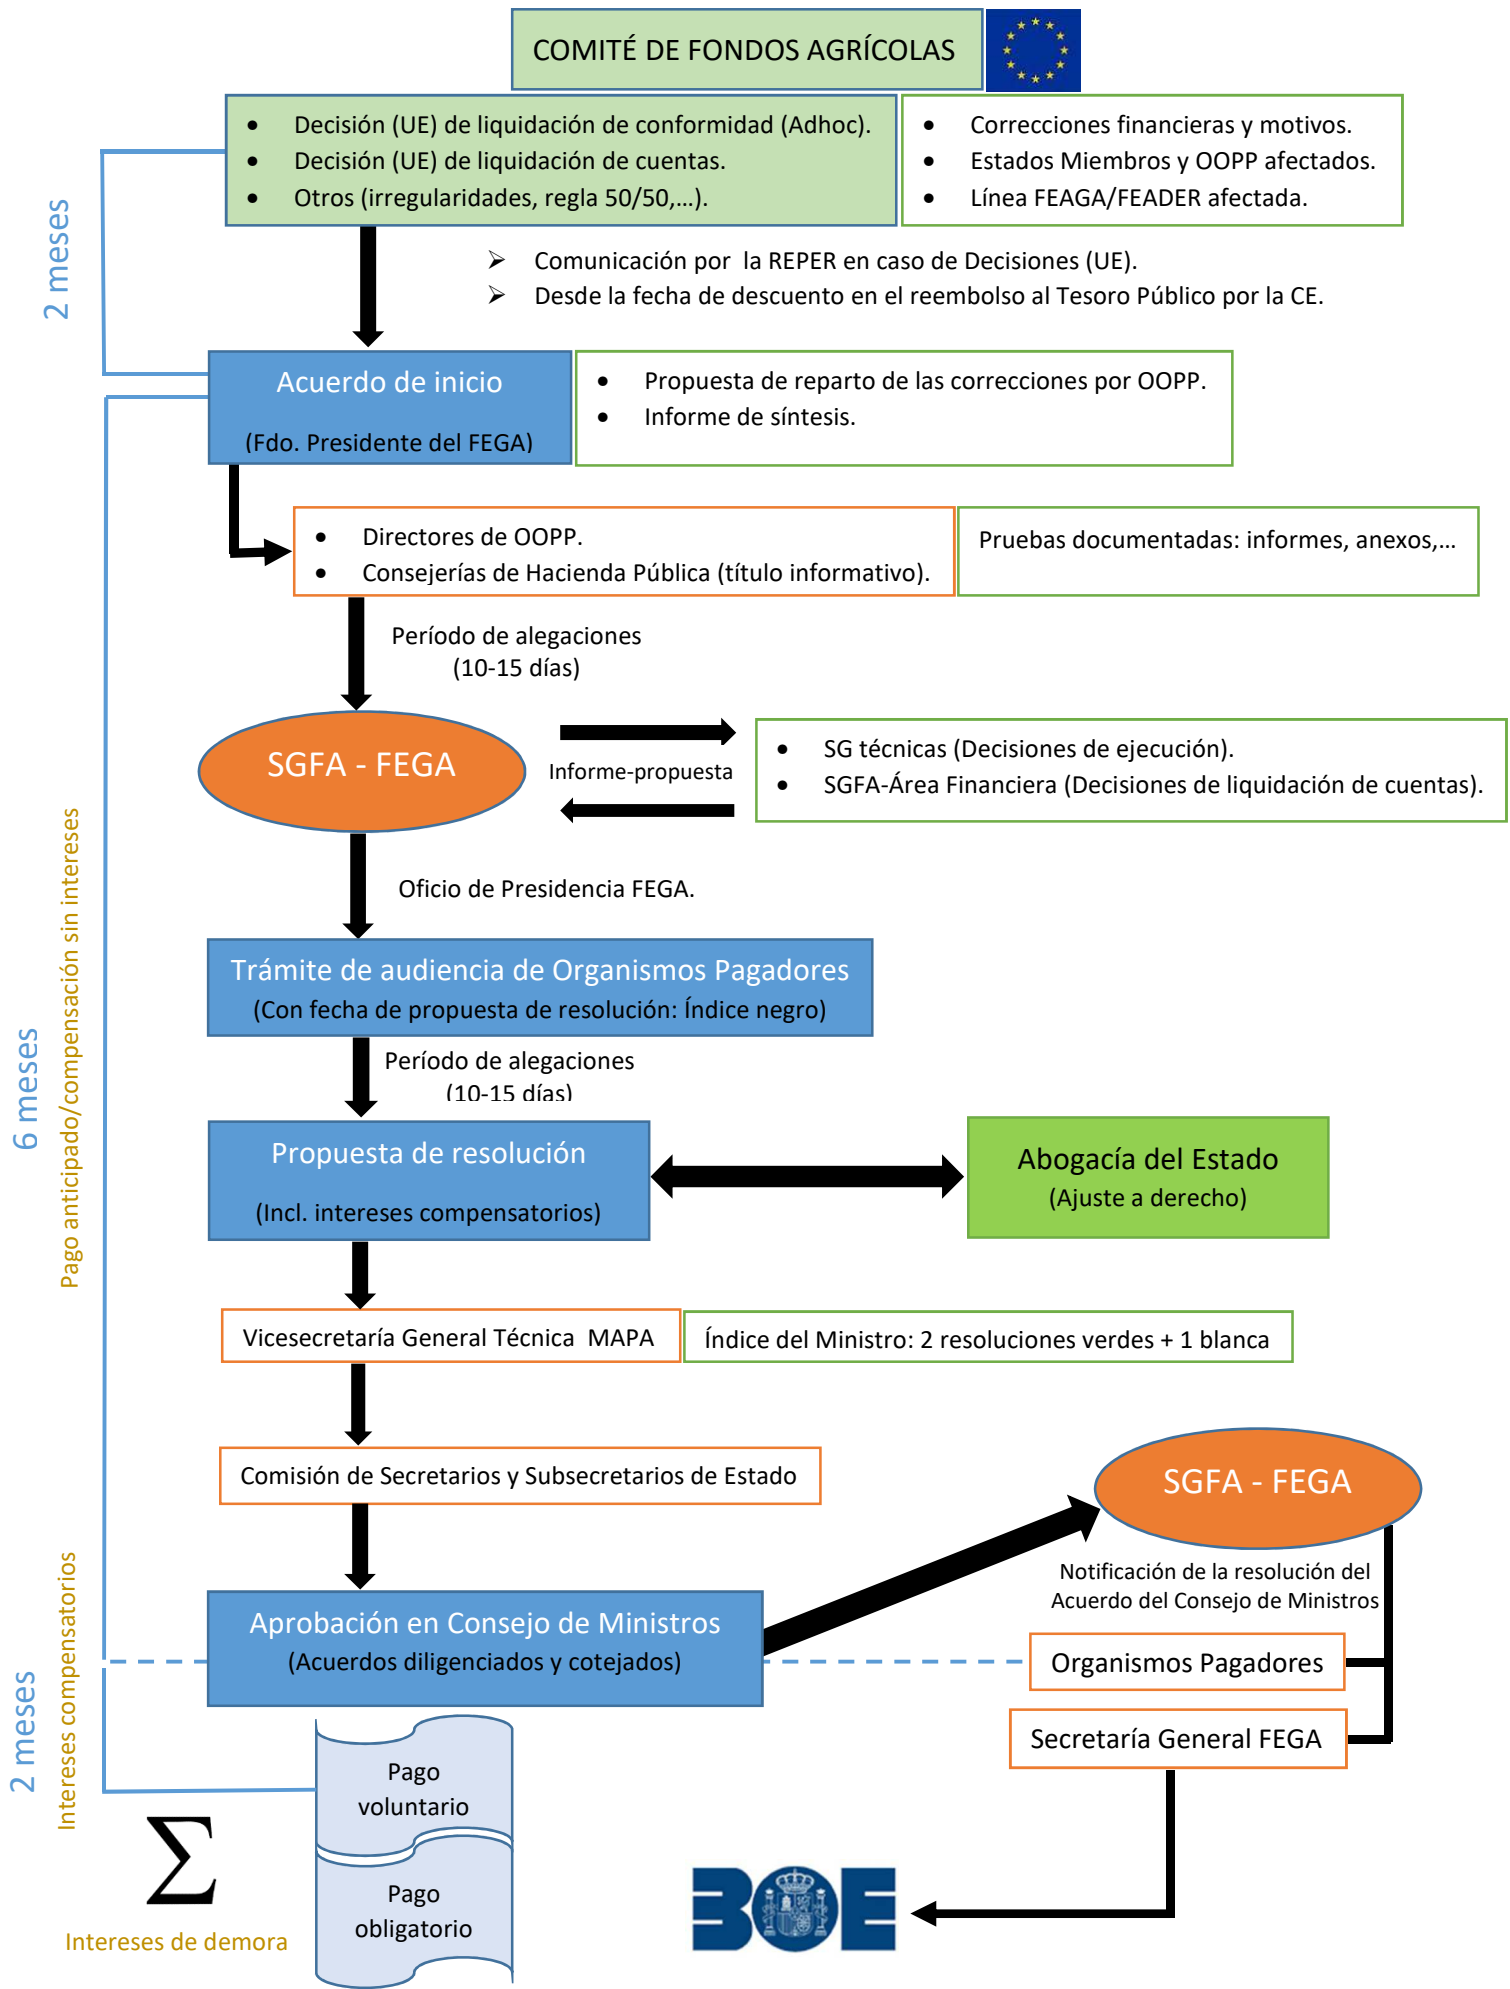 COMITÉ DE FONDOS AGRÍCOLAS
• Decisión (UE) de liquidación de conformidad (Adhoc).
• Decisión (UE) de liquidación de cuentas.
• Otros (irregularidades, regla 50/50,...).
• Correcciones financieras y motivos.
• Estados Miembros y OOPP afectados.
• Línea FEAGA/FEADER afectada.
2 meses
➢ Comunicación por la REPER en caso de Decisiones (UE).
➢ Desde la fecha de descuento en el reembolso al Tesoro Público por la CE.
Acuerdo de inicio
(Fdo. Presidente del FEGA)
• Propuesta de reparto de las correcciones por OOPP.
• Informe de síntesis.
• Directores de OOPP.
• Consejerías de Hacienda Pública (título informativo).
Pruebas documentadas: informes, anexos,...
Período de alegaciones
(10-15 días)
SGFA - FEGA
Informe-propuesta
• SG técnicas (Decisiones de ejecución).
• SGFA-Área Financiera (Decisiones de liquidación de cuentas).
Oficio de Presidencia FEGA.
6 meses
Pago anticipado/compensación sin intereses
Trámite de audiencia de Organismos Pagadores
(Con fecha de propuesta de resolución: Índice negro)
Período de alegaciones
(10-15 días)
Propuesta de resolución
(Incl. intereses compensatorios)
Abogacía del Estado
(Ajuste a derecho)
Vicesecretaría General Técnica MAPA
Índice del Ministro: 2 resoluciones verdes + 1 blanca
Comisión de Secretarios y Subsecretarios de Estado
SGFA - FEGA
Notificación de la resolución del
Acuerdo del Consejo de Ministros
Aprobación en Consejo de Ministros
(Acuerdos diligenciados y cotejados)
Organismos Pagadores
Secretaría General FEGA
2 meses
Intereses compensatorios
Pago
voluntario
Σ
Intereses de demora
Pago
obligatorio
BOE